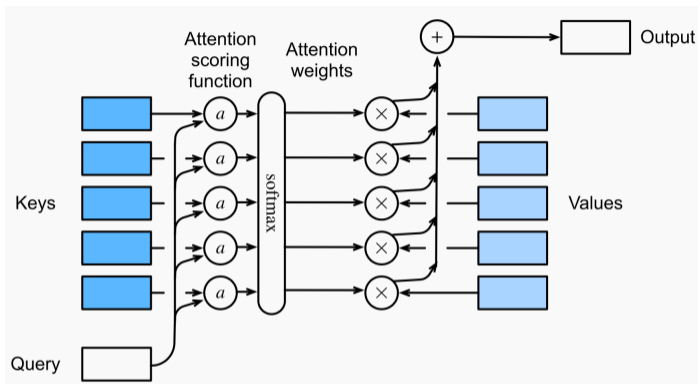 Attention
scoring
function
Attention
weights
+
Output
a
×
a
×
Keys
a
softmax
×
Values
a
×
a
×
Query